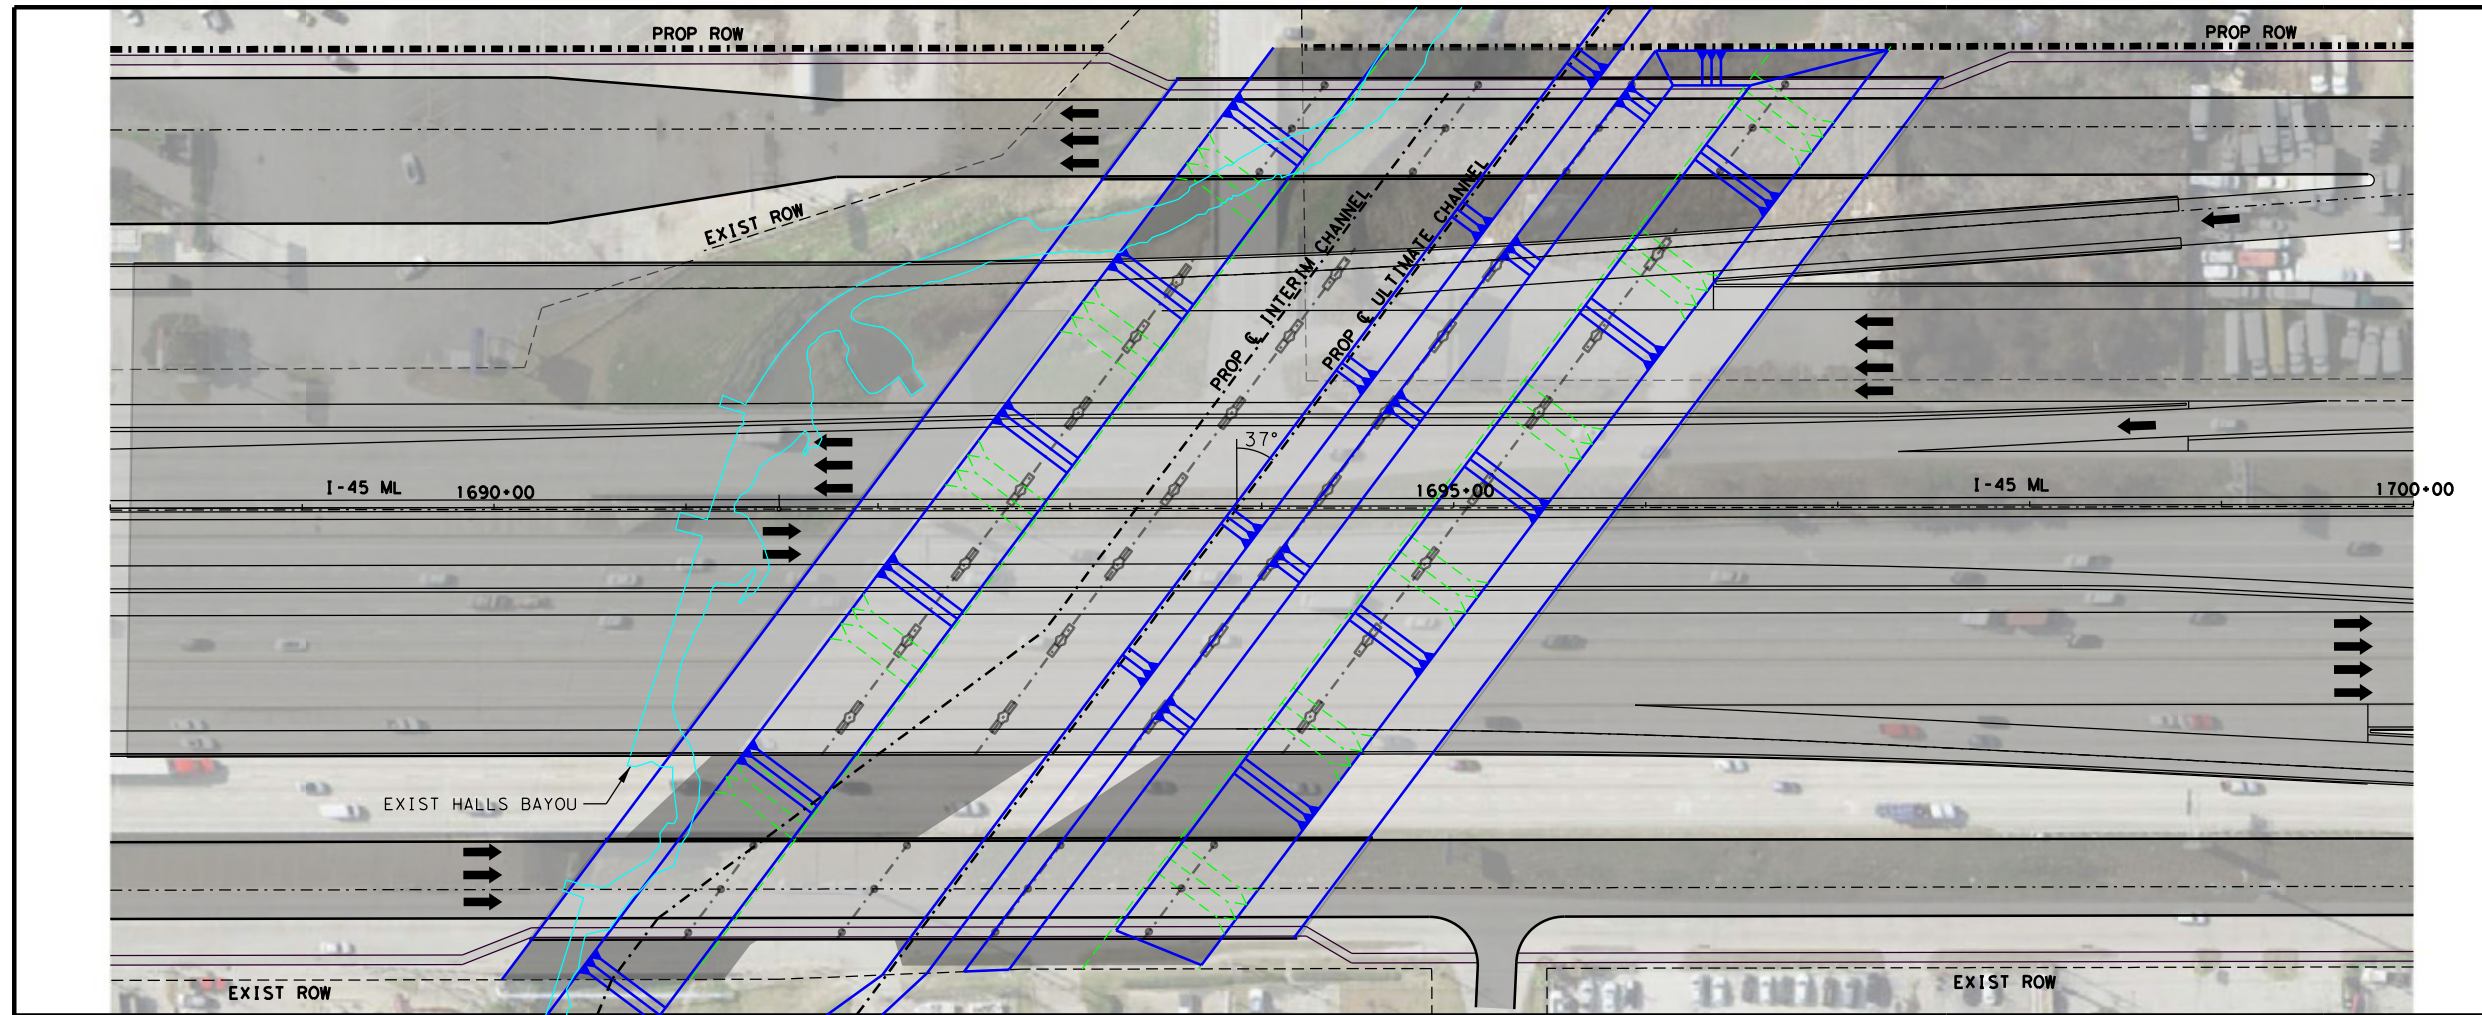 PROP ROW
PROP ROW
EXIST ROW
PROP ℄ INTERIM CHANNEL
PROP ℄ ULTIMATE CHANNEL
37°
I-45 ML
1690+00
1695+00
I-45 ML
1700+00
EXIST HALLS BAYOU
EXIST ROW
EXIST ROW